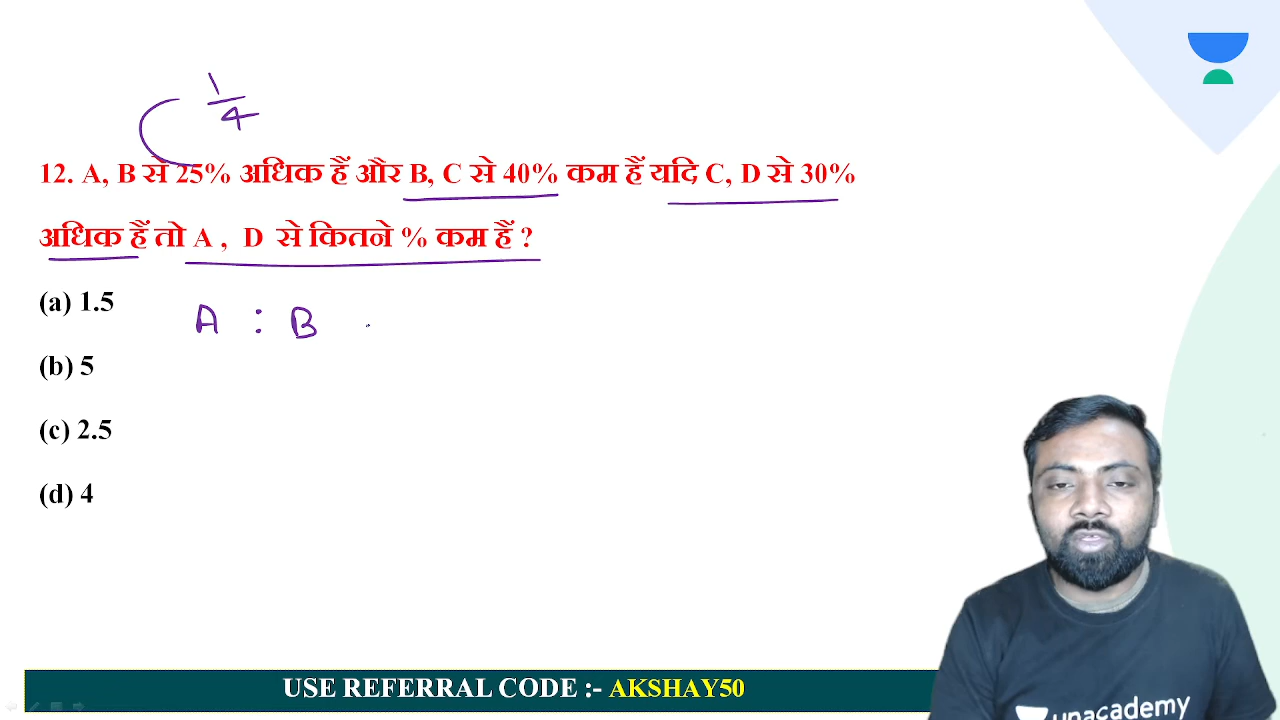 1/4
12. A, B से 25% अधिक हैं और B, C से 40% कम हैं यदि C, D से 30%
अधिक हैं तो A , D से कितने % कम हैं ?
(a) 1.5
A : B
(b) 5
(c) 2.5
(d) 4
USE REFERRAL CODE :- AKSHAY50
unacademy